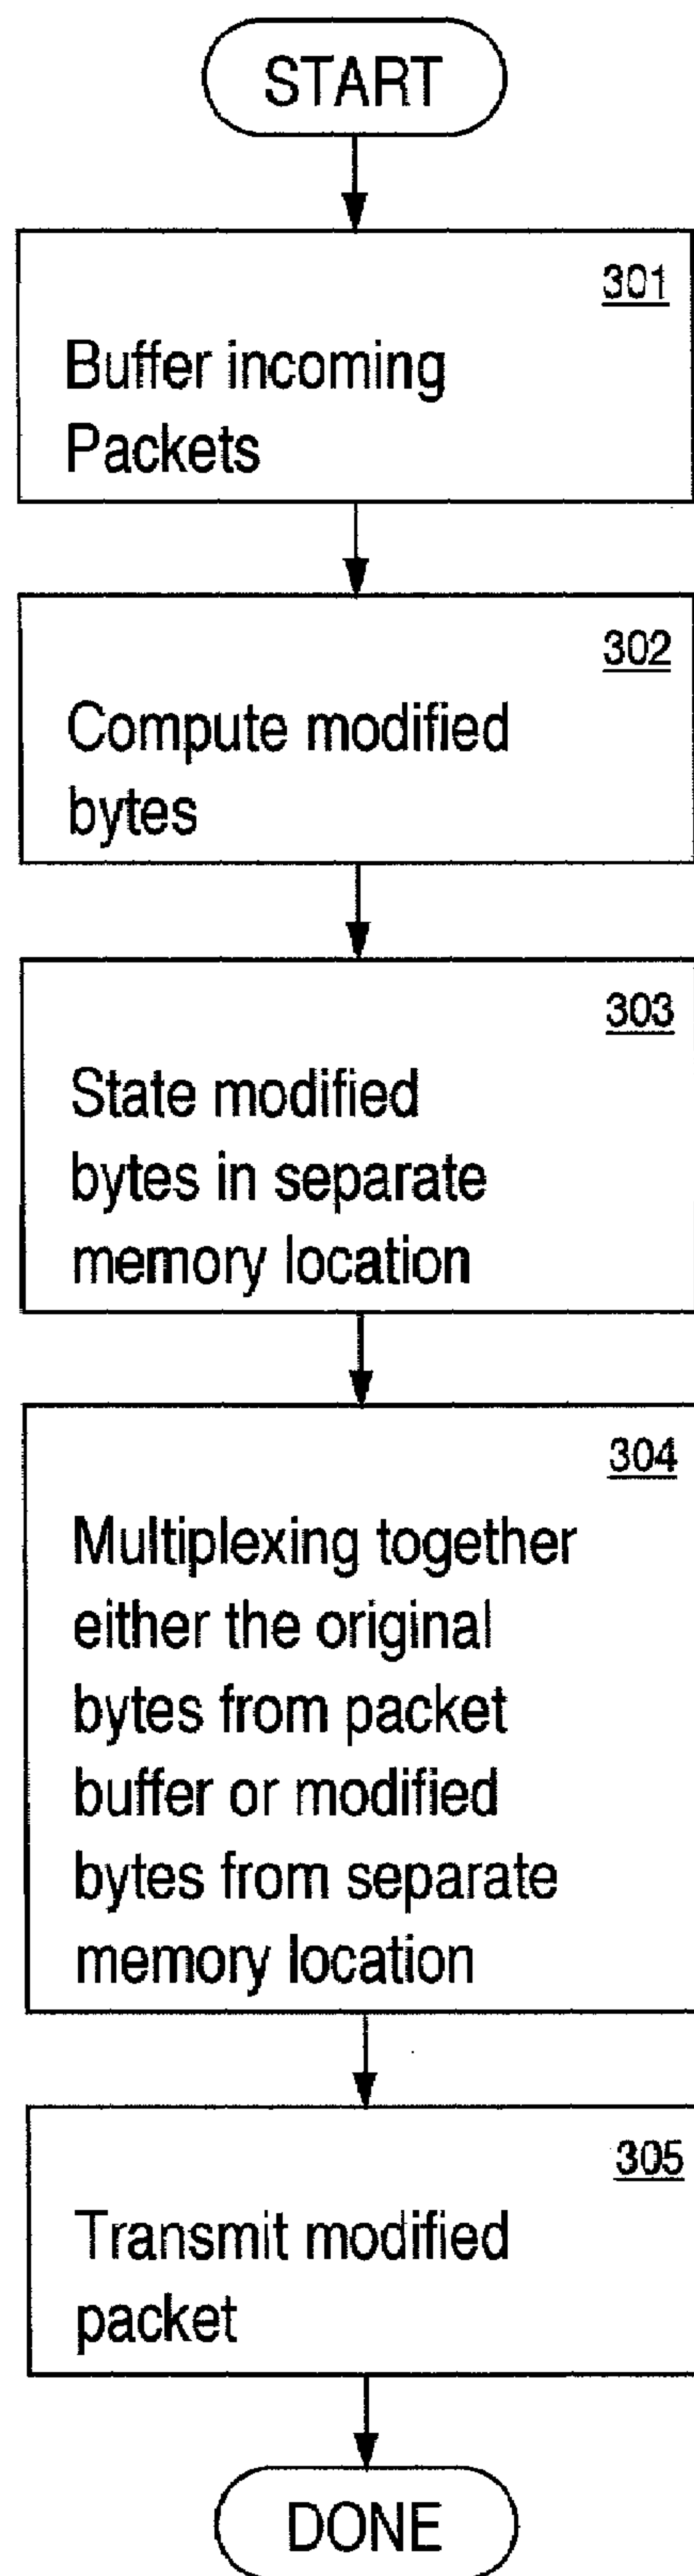 START
301
Buffer incoming
Packets
302
Compute modified
bytes
303
State modified
bytes in separate
memory location
304
Multiplexing together
either the original
bytes from packet
buffer or modified
bytes from separate
memory location
305
Transmit modified
packet
DONE